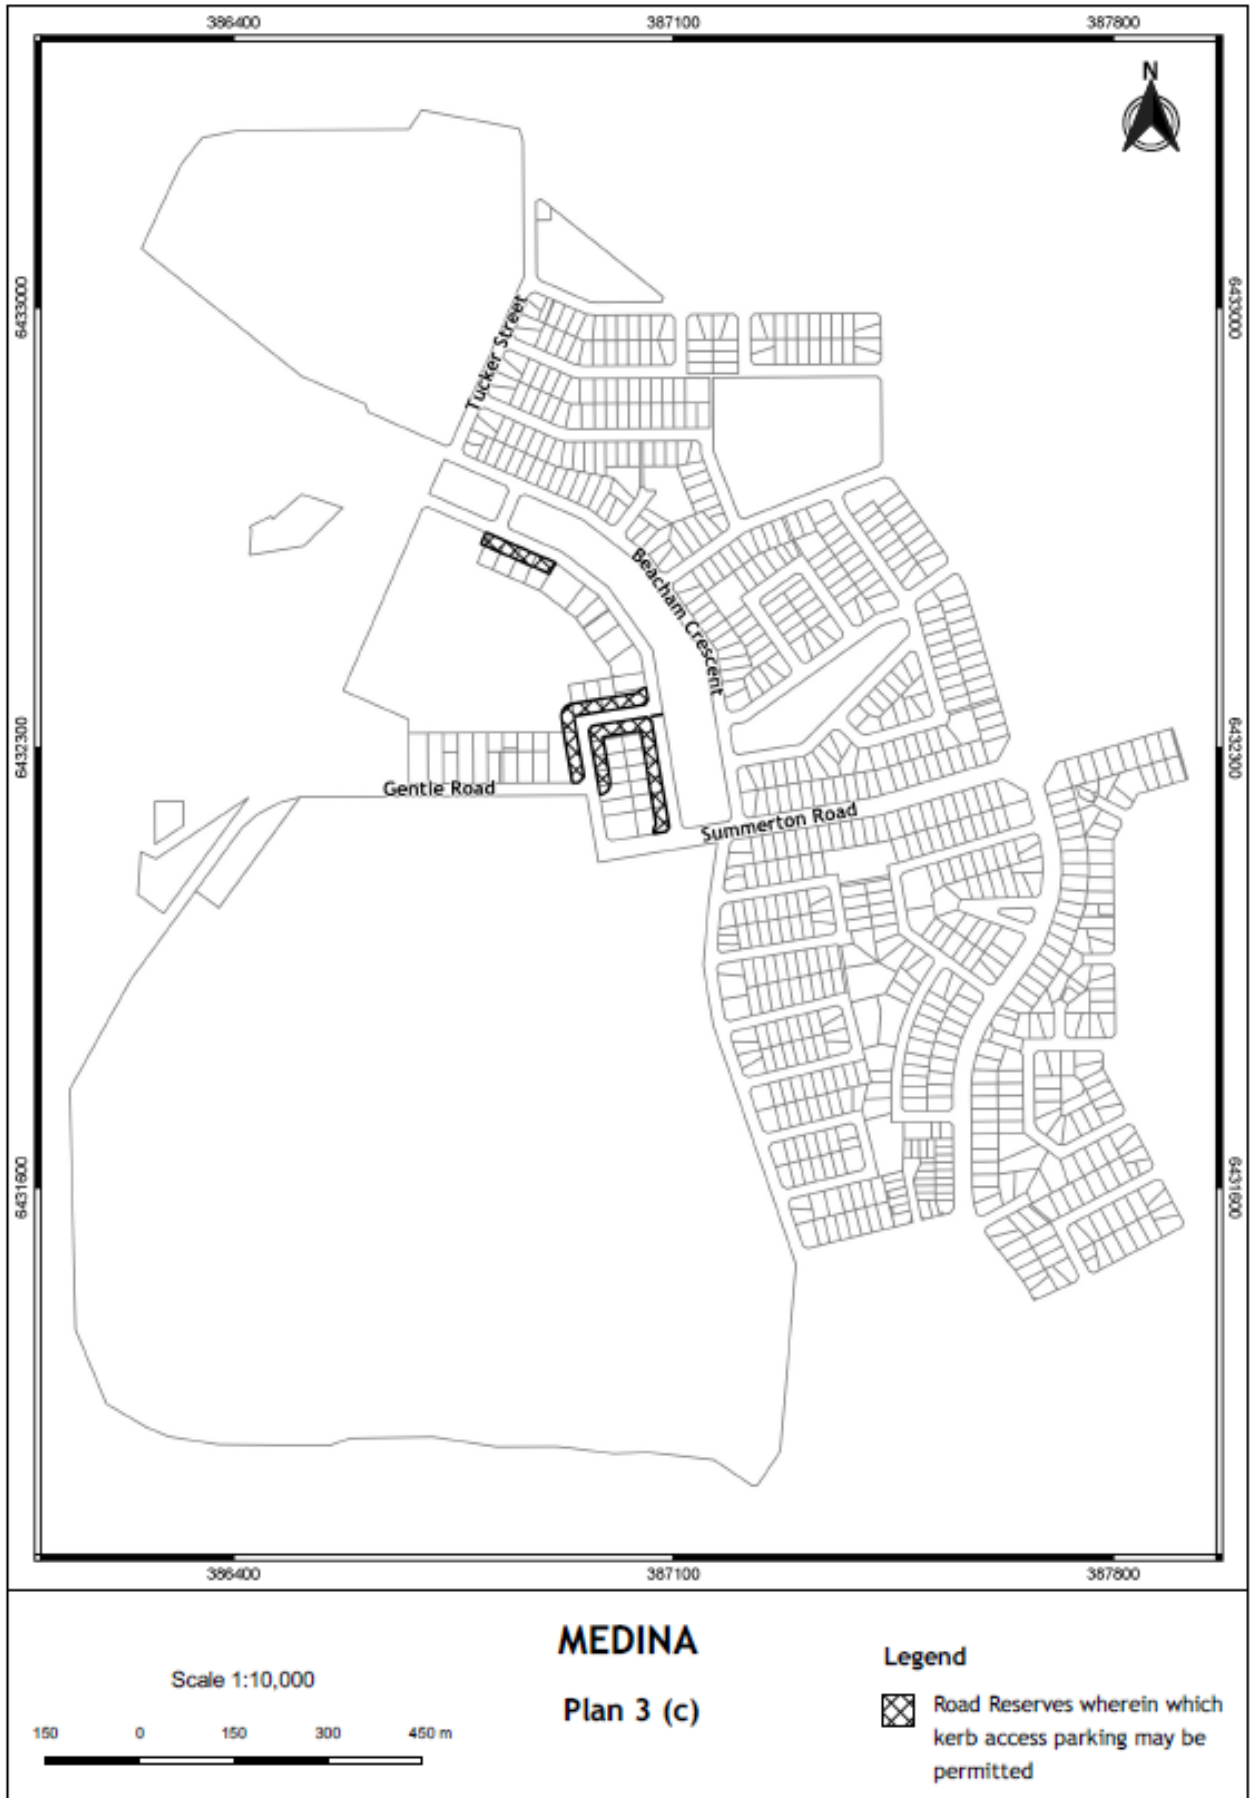 386400 387100 387800
N
6433000 6433000
Tucker Street
Beacham Crescent
6432300 6432300
Gentle Road
Summerton Road
6431600 6431600
386400 387100 387800
MEDINA
Plan 3 (c)
Scale 1:10,000
150 0 150 300 450 m
Legend
Road Reserves wherein which
kerb access parking may be
permitted